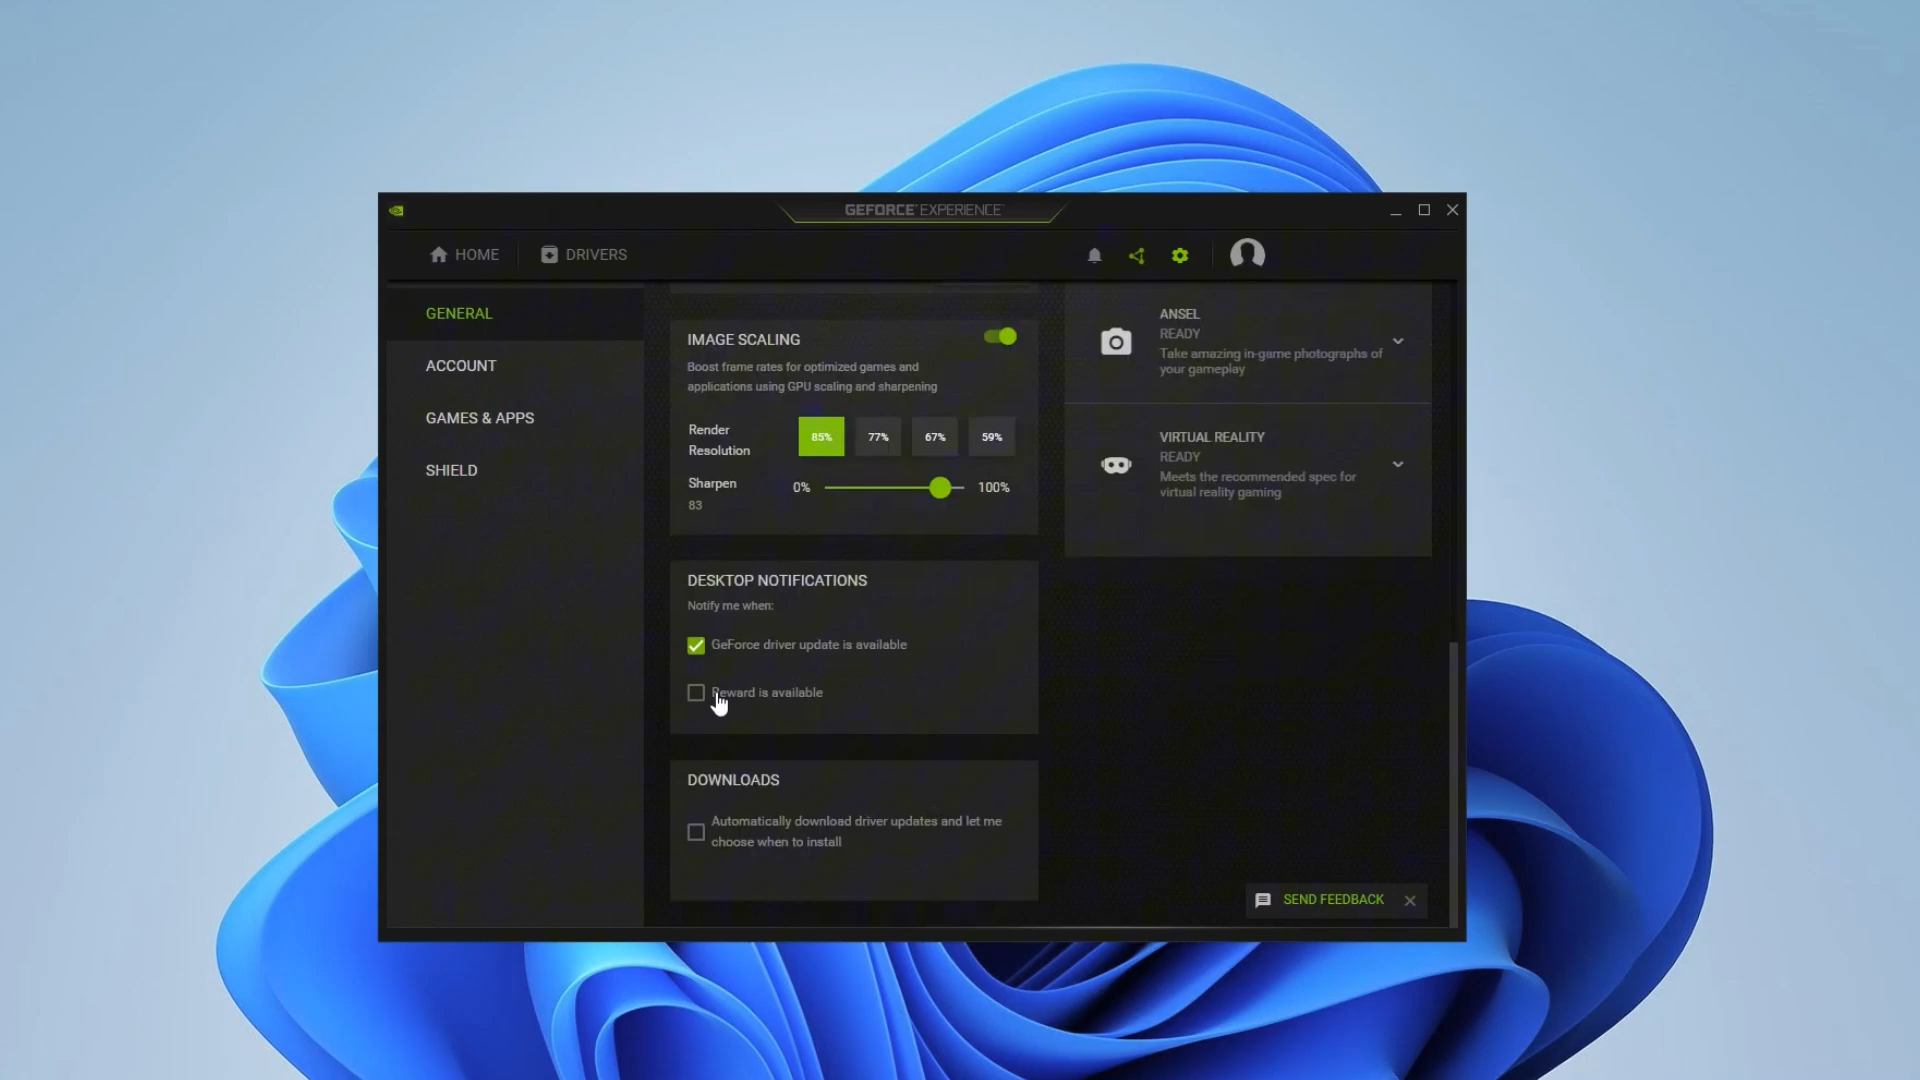 GEFORCE EXPERIENCE
HOME
DRIVERS
GENERAL
ACCOUNT
GAMES & APPS
SHIELD
IMAGE SCALING
Boost frame rates for optimized games and
applications using GPU scaling and sharpening
Render
Resolution
85% 77% 67% 59%
Sharpen
83
0% 100%
DESKTOP NOTIFICATIONS
Notify me when:
GeForce driver update is available
Reward is available
DOWNLOADS
Automatically download driver updates and let me
choose when to install
ANSEL
READY
Take amazing in-game photographs of
your gameplay
VIRTUAL REALITY
READY
Meets the recommended spec for
virtual reality gaming
SEND FEEDBACK